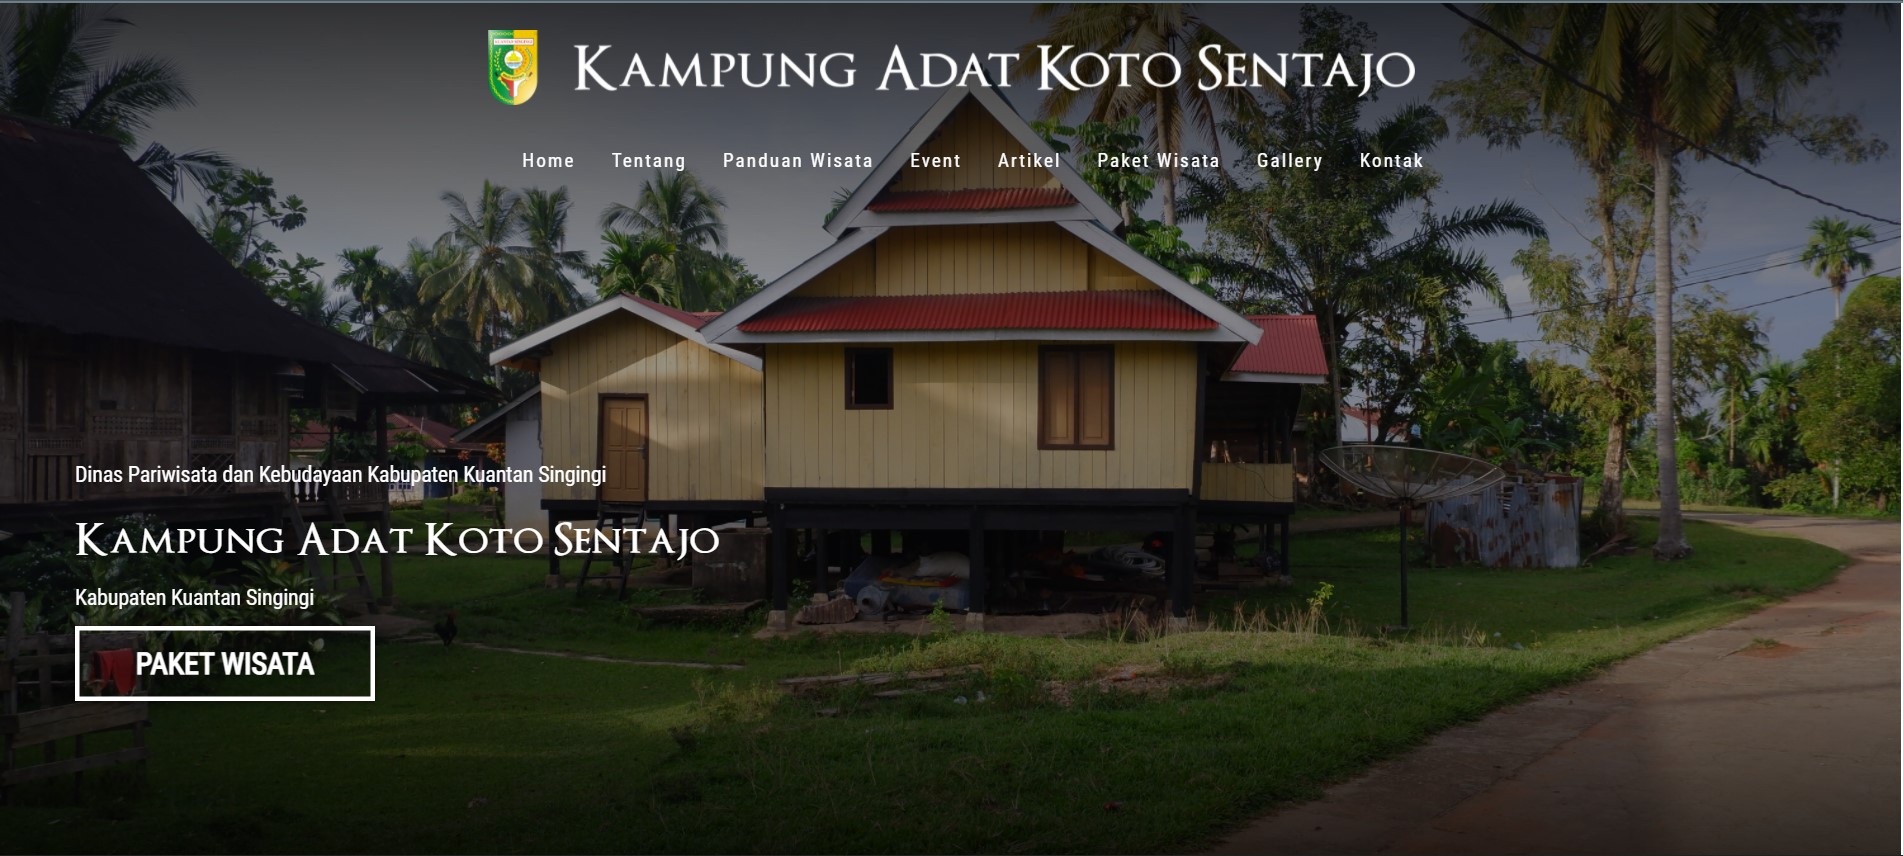 KAMPUNG ADAT KOTO SENTAJO
Home Tentang Panduan Wisata Event Artikel Paket Wisata Gallery Kontak
Dinas Pariwisata dan Kebudayaan Kabupaten Kuantan Singingi
KAMPUNG ADAT KOTO SENTAJO
Kabupaten Kuantan Singingi
PAKET WISATA